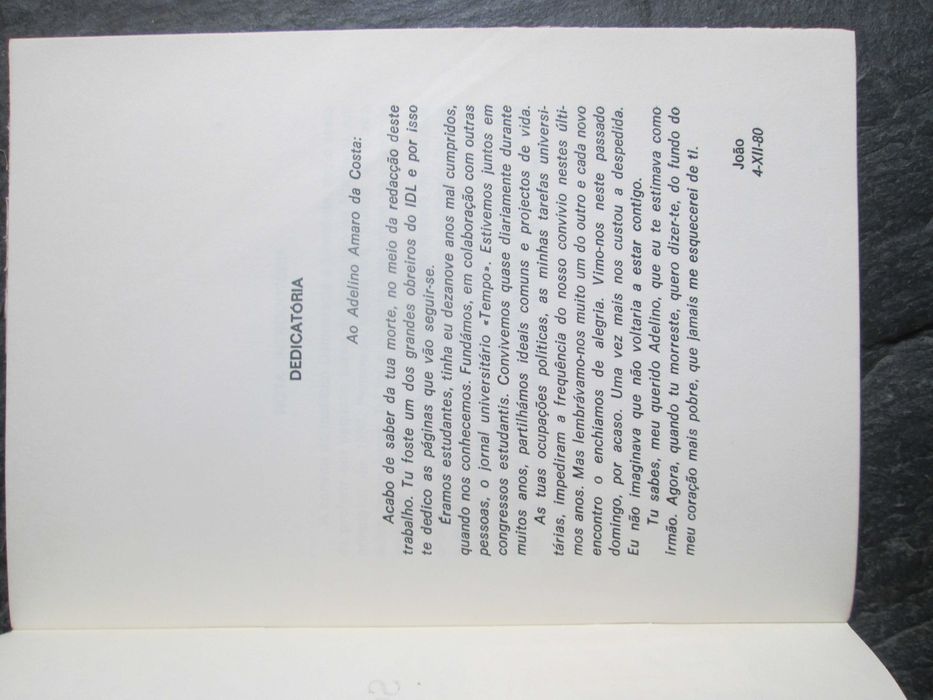 DEDICATÓRIA
Ao Adelino Amaro da Costa:
Acabo de saber da tua morte, no meio da redacção deste
trabalho. Tu foste um dos grandes obreiros do IDL e por isso
te dedico as páginas que vão seguir-se.
Éramos estudantes, tinha eu dezanove anos mal cumpridos,
quando nos conhecemos. Fundámos, em colaboração com outras
pessoas, o jornal universitário «Tempo». Estivemos juntos em
congressos estudantis. Convivemos quase diariamente durante
muitos anos, partilhámos ideais comuns e projectos de vida.
As tuas ocupações políticas, as minhas tarefas universi-
tárias, impediram a frequência do nosso convívio nestes últi-
mos anos. Mas lembrávamo-nos muito um do outro e cada novo
encontro o enchíamos de alegria. Vimo-nos neste passado
domingo, por acaso. Uma vez mais nos custou a despedida.
Eu não imaginava que não voltaria a estar contigo.
Tu sabes, meu querido Adelino, que eu te estimava como
irmão. Agora, quando tu morreste, quero dizer-te, do fundo do
meu coração mais pobre, que jamais me esquecerei de ti.
João
4-XII-80